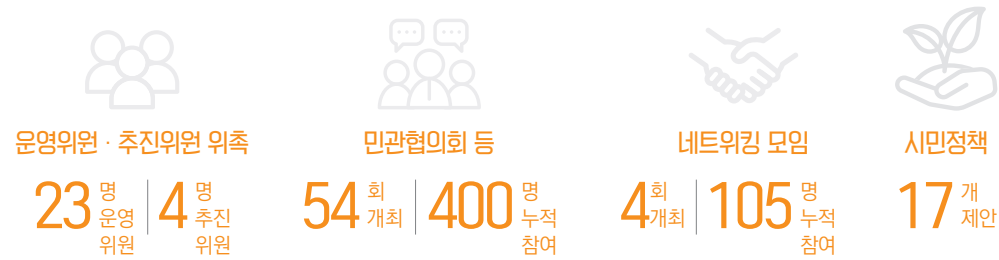 운영위원 · 추진위원 위촉
23 명 운영 위원
4 명 추진 위원
민관협의회 등
54 회 개최
400 명 누적 참여
네트위킹 모임
4 회 개최
105 명 누적 참여
시민정책
17 개 제안